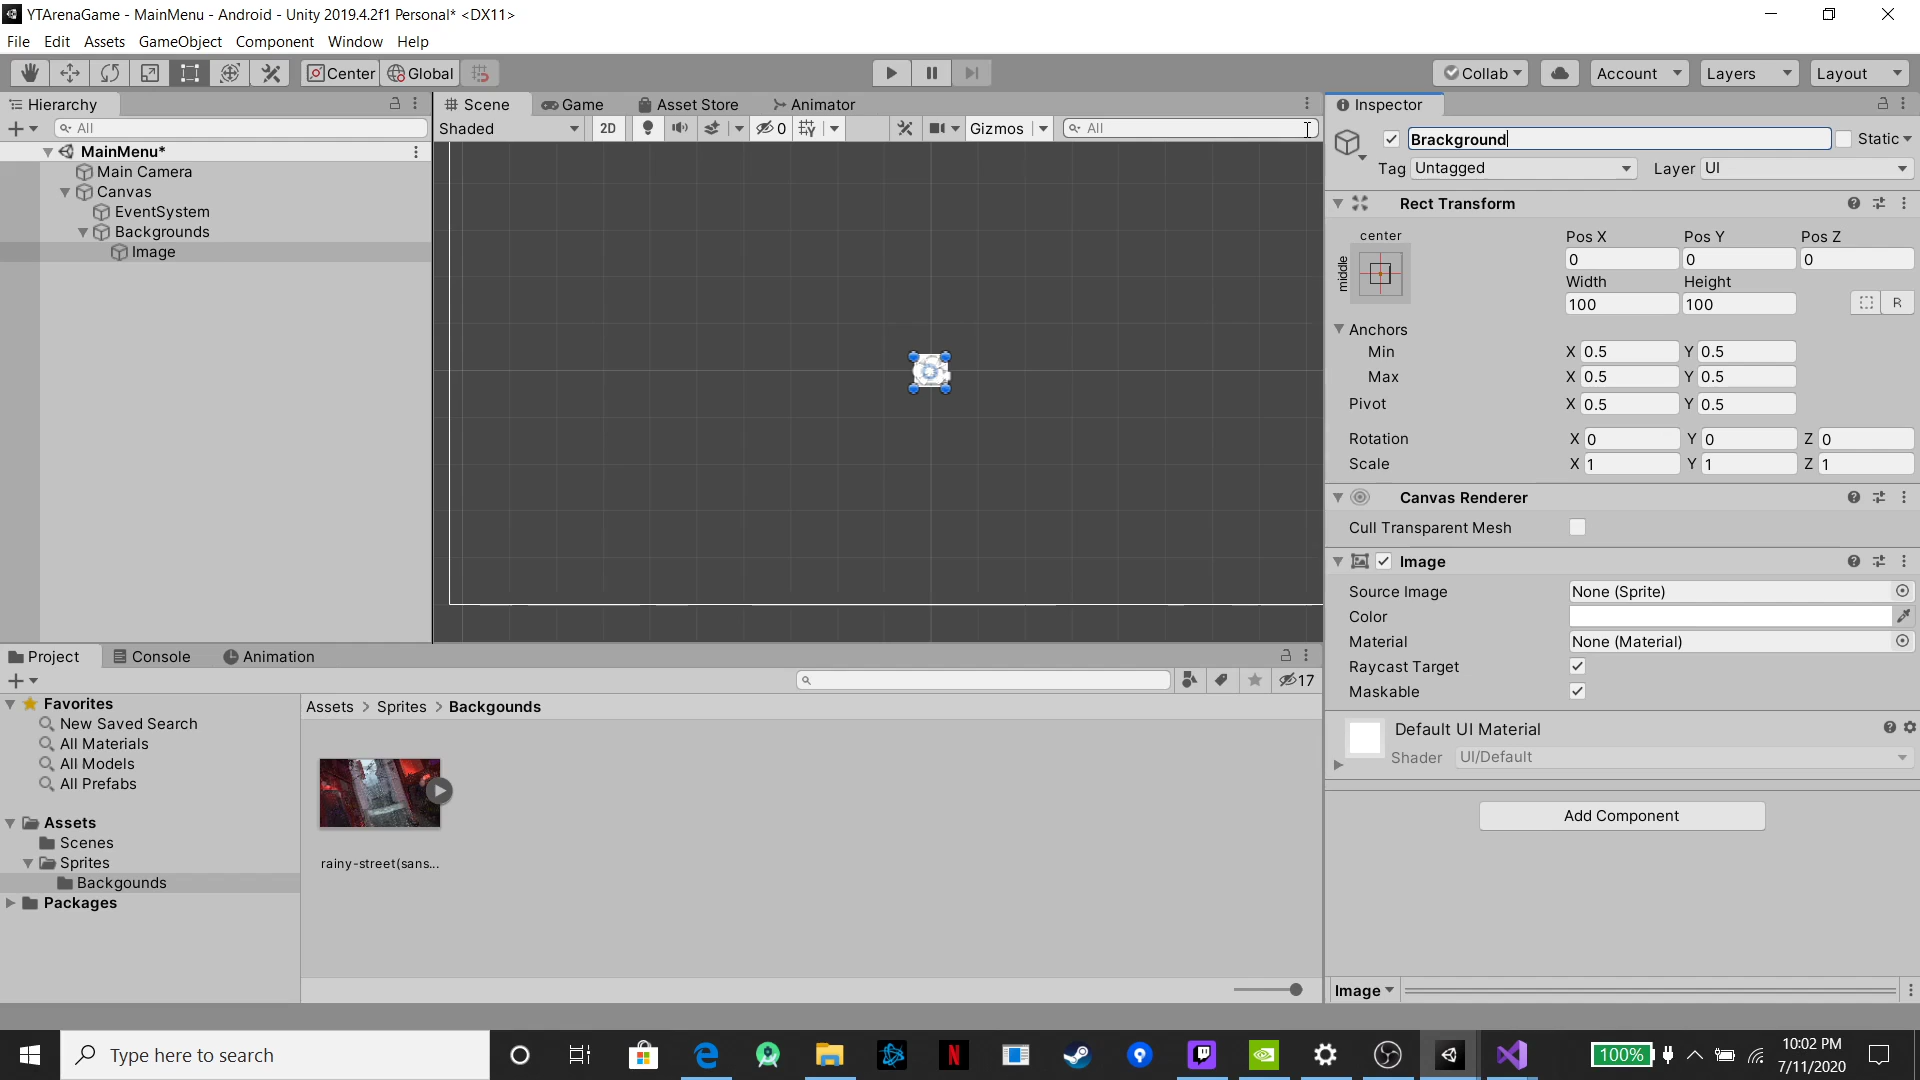 YTArenaGame - MainMenu - Android - Unity 2019.4.2f1 Personal* <DX11>
File Edit Assets GameObject Component Window Help
Center Global Collab Account Layers Layout
Hierarchy
All
MainMenu*
Main Camera
Canvas
EventSystem
Backgrounds
Image
Scene Game Asset Store Animator
Shaded 2D 0 Gizmos All
Inspector
Brackground Static
Tag Untagged Layer UI
Rect Transform
center
middle
Pos X Pos Y Pos Z
0 0 0
Width Height
100 100 R
Anchors
Min X 0.5 Y 0.5
Max X 0.5 Y 0.5
Pivot X 0.5 Y 0.5
Rotation X 0 Y 0 Z 0
Scale X 1 Y 1 Z 1
Canvas Renderer
Cull Transparent Mesh
Image
Source Image None (Sprite)
Color
Material None (Material)
Raycast Target
Maskable
Default UI Material
Shader UI/Default
Add Component
Image
Project Console Animation
17
Favorites
New Saved Search
All Materials
All Models
All Prefabs
Assets
Scenes
Sprites
Backgounds
Packages
Assets > Sprites > Backgounds
rainy-street(sans...
Type here to search
N
100%
10:02 PM
7/11/2020